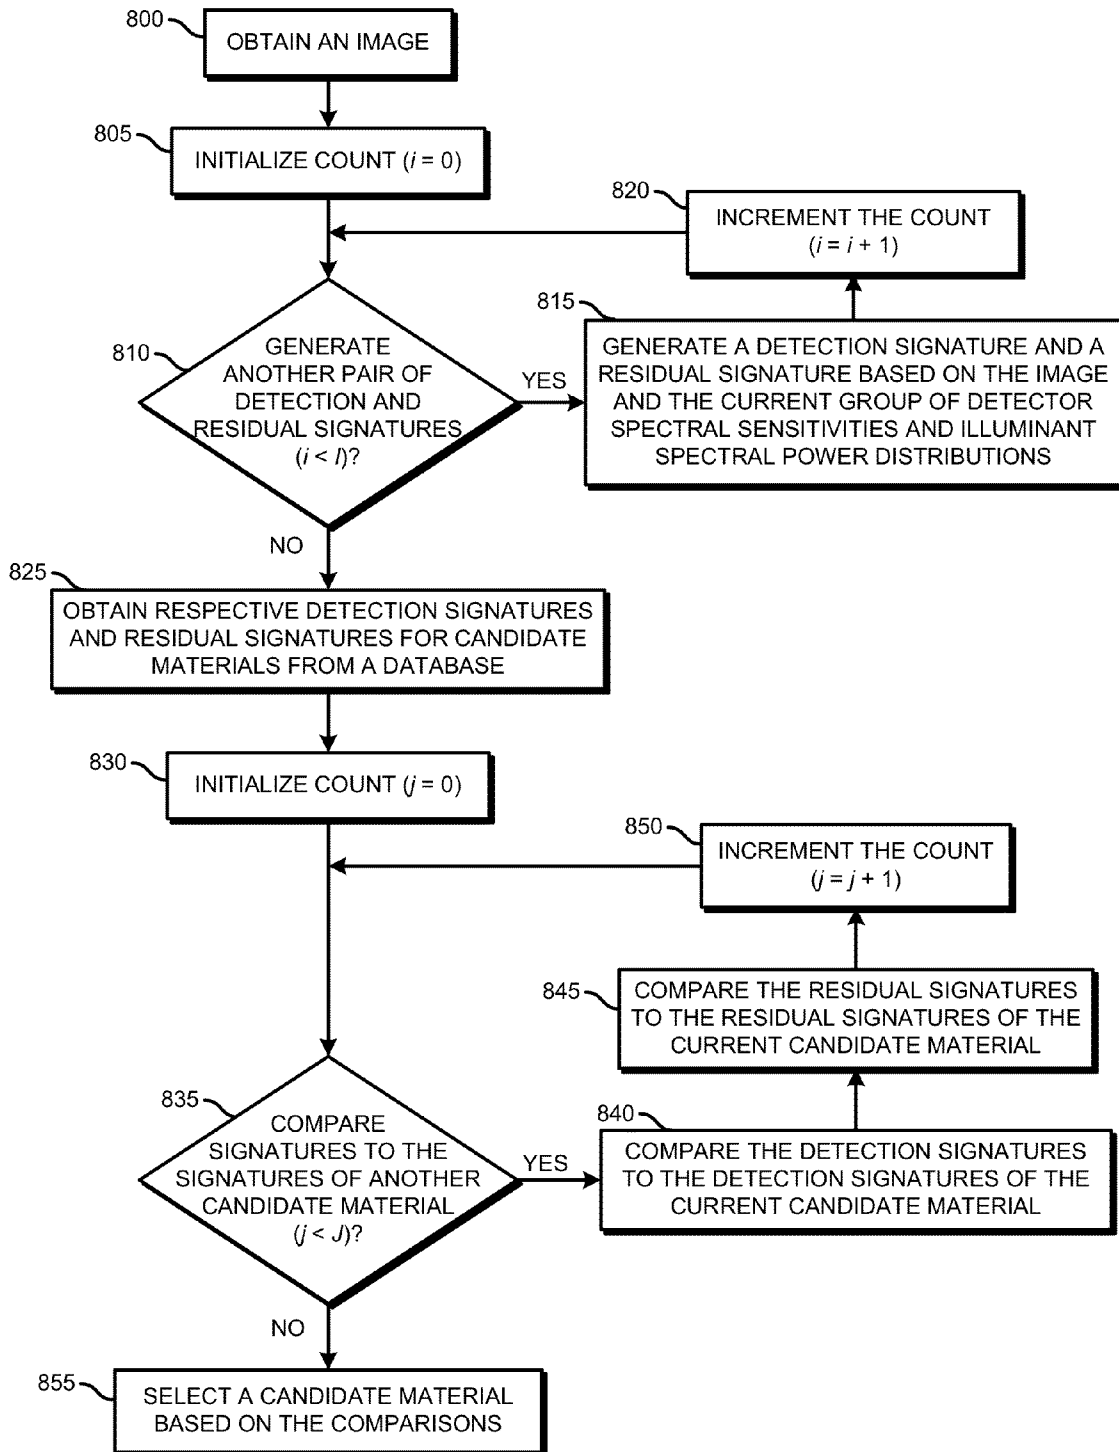 800
OBTAIN AN IMAGE
805
INITIALIZE COUNT (i = 0)
820
INCREMENT THE COUNT
(i = i + 1)
810
GENERATE
ANOTHER PAIR OF
DETECTION AND
RESIDUAL SIGNATURES
(i < I)?
YES
815
GENERATE A DETECTION SIGNATURE AND A
RESIDUAL SIGNATURE BASED ON THE IMAGE
AND THE CURRENT GROUP OF DETECTOR
SPECTRAL SENSITIVITIES AND ILLUMINANT
SPECTRAL POWER DISTRIBUTIONS
NO
825
OBTAIN RESPECTIVE DETECTION SIGNATURES
AND RESIDUAL SIGNATURES FOR CANDIDATE
MATERIALS FROM A DATABASE
830
INITIALIZE COUNT (j = 0)
850
INCREMENT THE COUNT
(j = j + 1)
845
COMPARE THE RESIDUAL SIGNATURES
TO THE RESIDUAL SIGNATURES OF THE
CURRENT CANDIDATE MATERIAL
835
COMPARE
SIGNATURES TO THE
SIGNATURES OF ANOTHER
CANDIDATE MATERIAL
(j < J)?
YES
840
COMPARE THE DETECTION SIGNATURES
TO THE DETECTION SIGNATURES OF THE
CURRENT CANDIDATE MATERIAL
NO
855
SELECT A CANDIDATE MATERIAL
BASED ON THE COMPARISONS